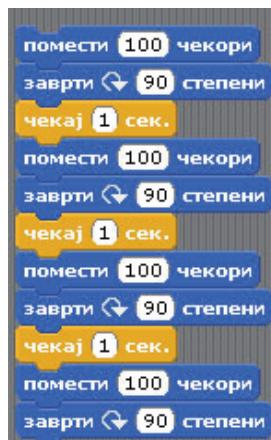 помести 100 чекори
заврти 90 степени
чекај 1 сек.
помести 100 чекори
заврти 90 степени
чекај 1 сек.
помести 100 чекори
заврти 90 степени
чекај 1 сек.
помести 100 чекори
заврти 90 степени